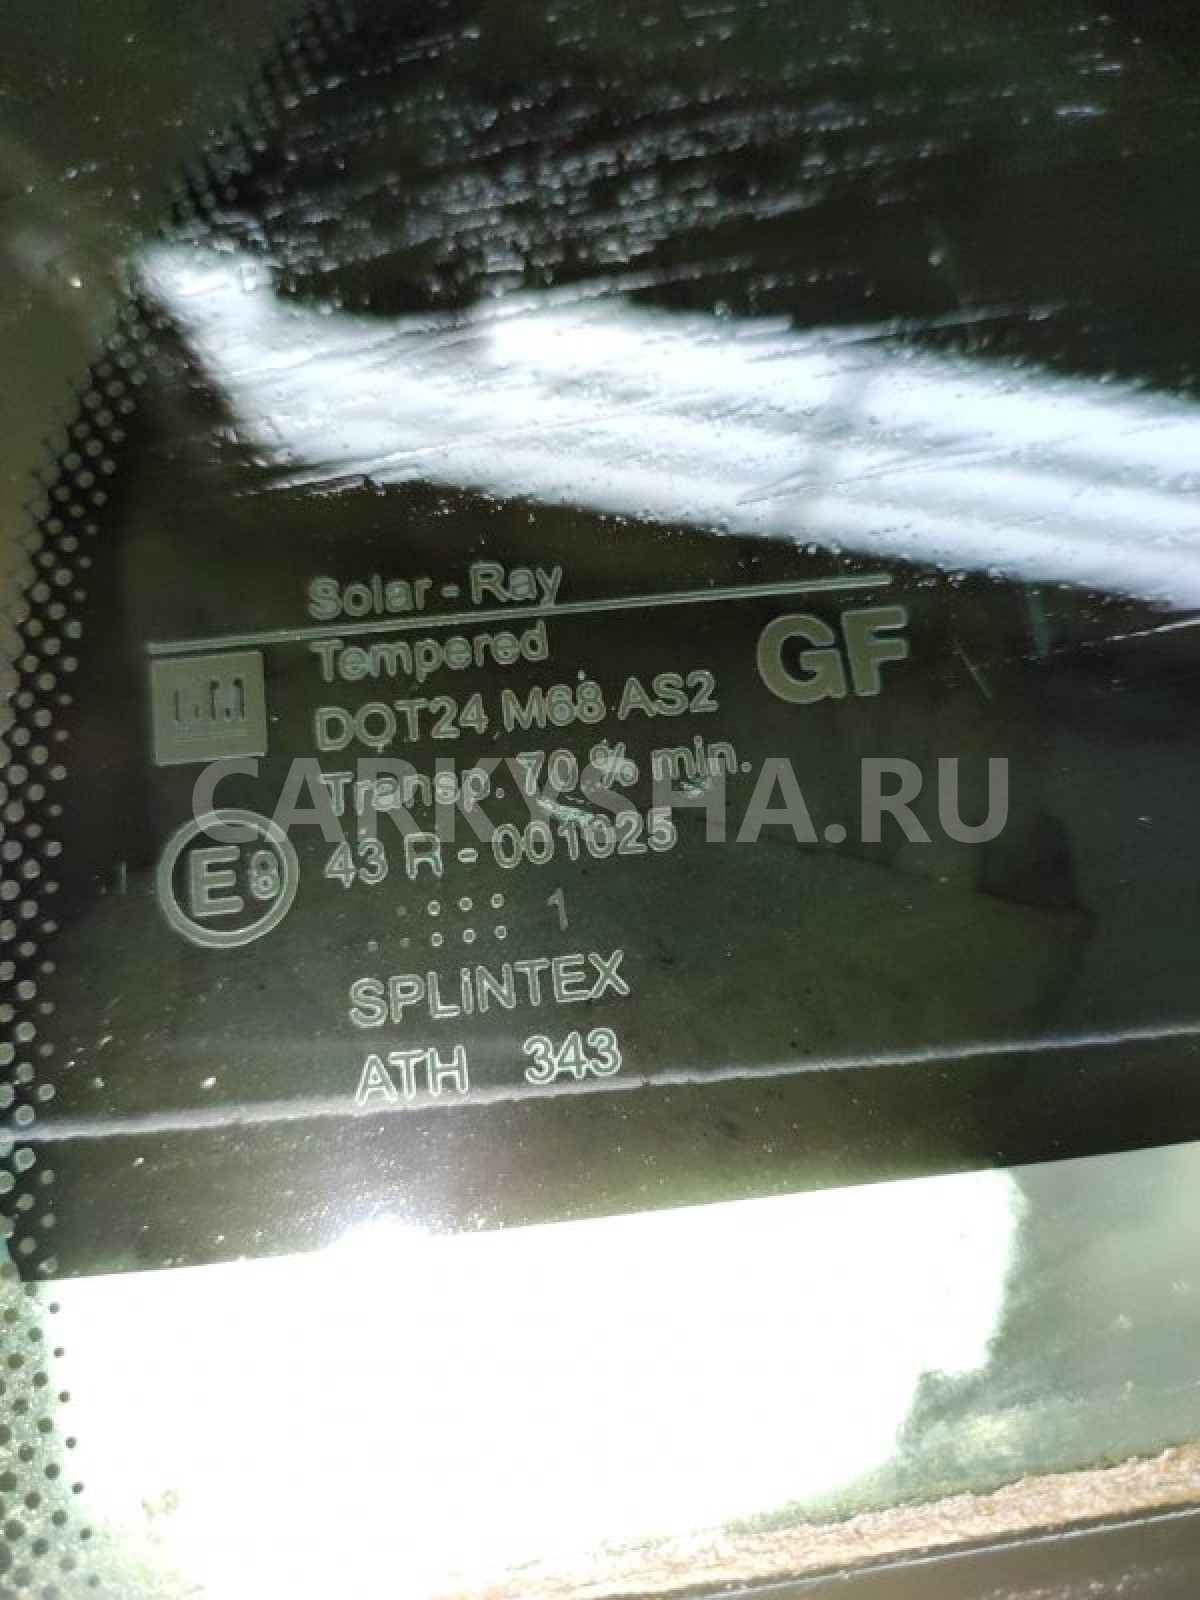 Solar - Ray
Tempered
GF
GM
DOT24 M68 AS2
Transp. 70 % min.
CARKYSHA.RU
E8
43 R - 001025
1
SPLiNTEX
ATH 343